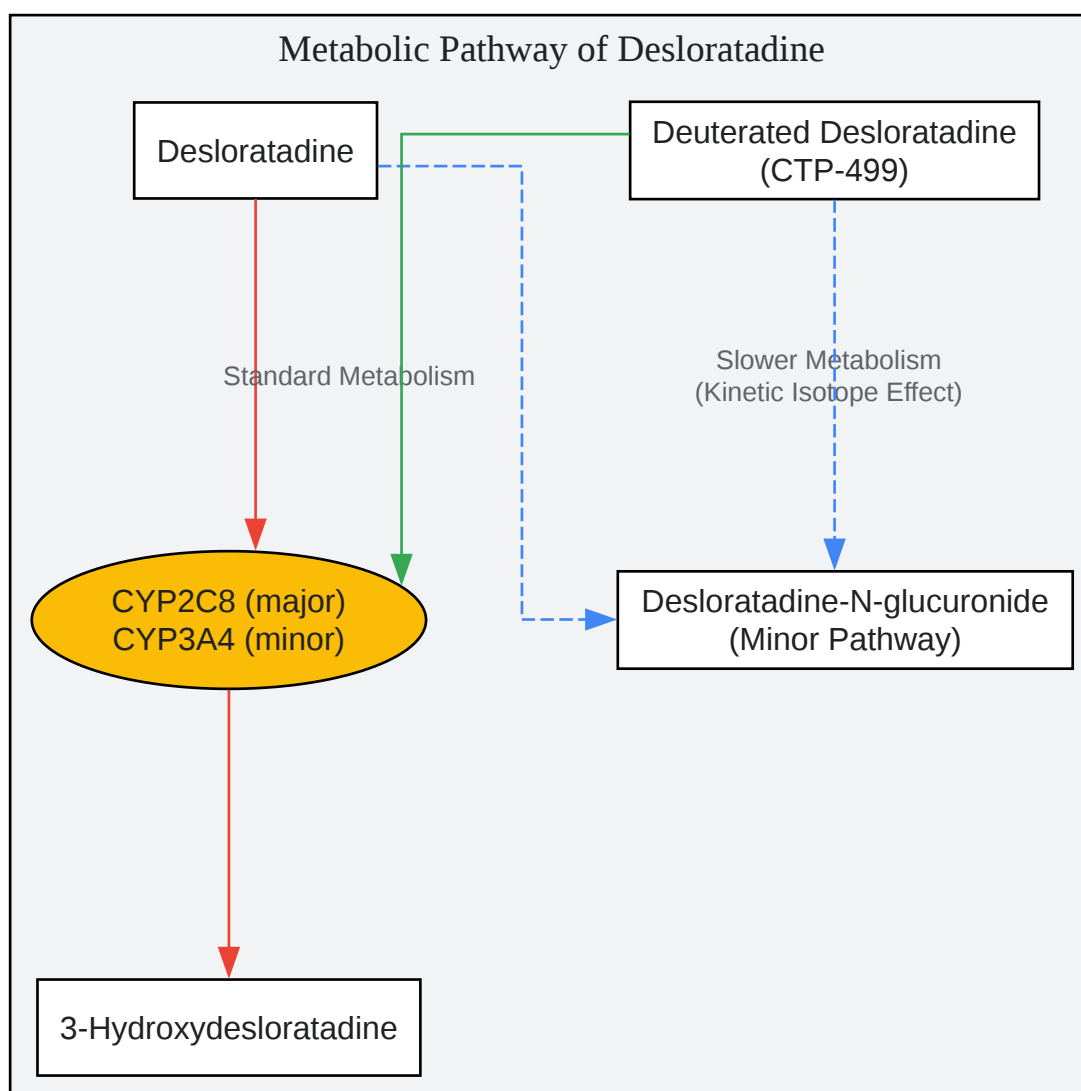 Metabolic Pathway of Desloratadine
Desloratadine
Deuterated Desloratadine
(CTP-499)
Standard Metabolism
Slower Metabolism
(Kinetic Isotope Effect)
CYP2C8 (major)
CYP3A4 (minor)
Desloratadine-N-glucuronide
(Minor Pathway)
3-Hydroxydesloratadine